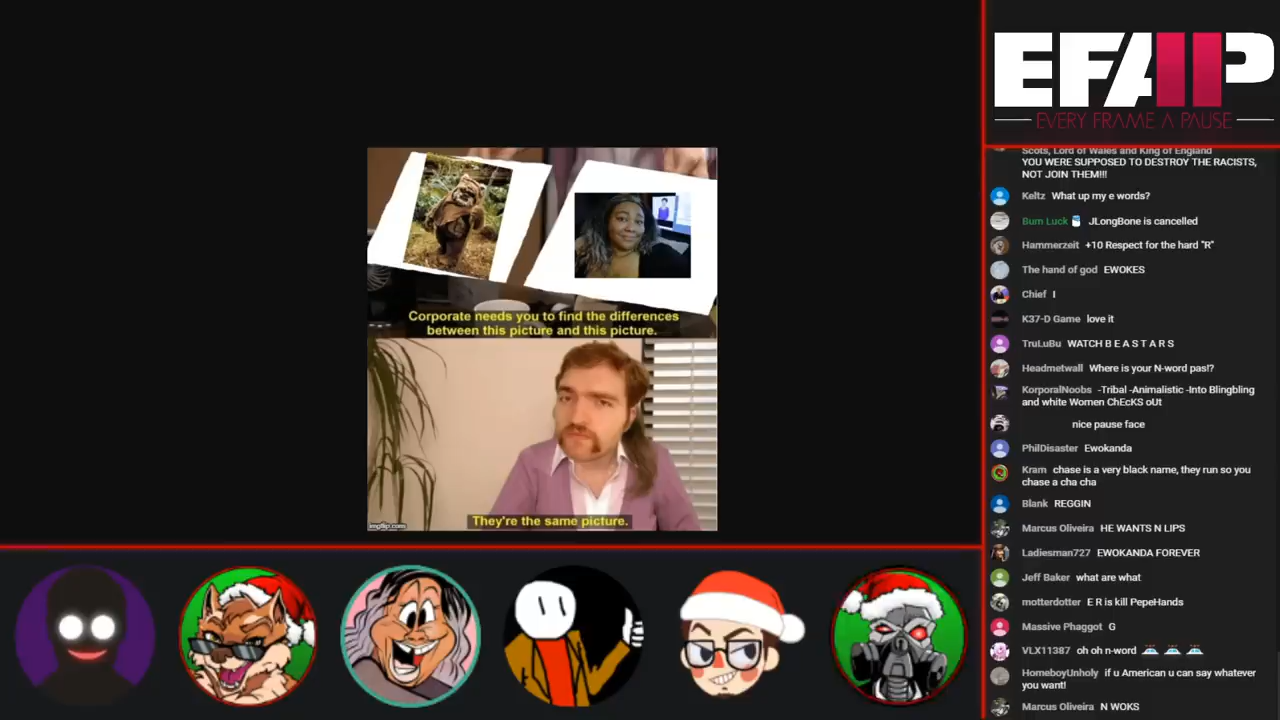 EFAP
EVERY FRAME A PAUSE
Scots, Lord of Wales and King of England
YOU WERE SUPPOSED TO DESTROY THE RACISTS,
NOT JOIN THEM!!!
Keltz What up my e words?
Burn Luck JLongBone is cancelled
Hammerzeit +10 Respect for the hard "R"
The hand of god EWOKES
Chief I
K37-D Game love it
TruLuBu WATCH B E A S T A R S
Headmetwall Where is your N-word pas!?
KorporalNoobs -Tribal -Animalistic -Into Blingbling
and white Women ChEcKS oUt
nice pause face
PhilDisaster Ewokanda
Kram chase is a very black name, they run so you
chase a cha cha
Blank REGGIN
Marcus Oliveira HE WANTS N LIPS
Ladiesman727 EWOKANDA FOREVER
Jeff Baker what are what
motterdotter E R is kill PepeHands
Massive Phaggot G
VLX11387 oh oh n-word
HomeboyUnholy if u American u can say whatever
you want!
Marcus Oliveira N WOKS
Corporate needs you to find the differences
between this picture and this picture.
They're the same picture.
imgflip.com